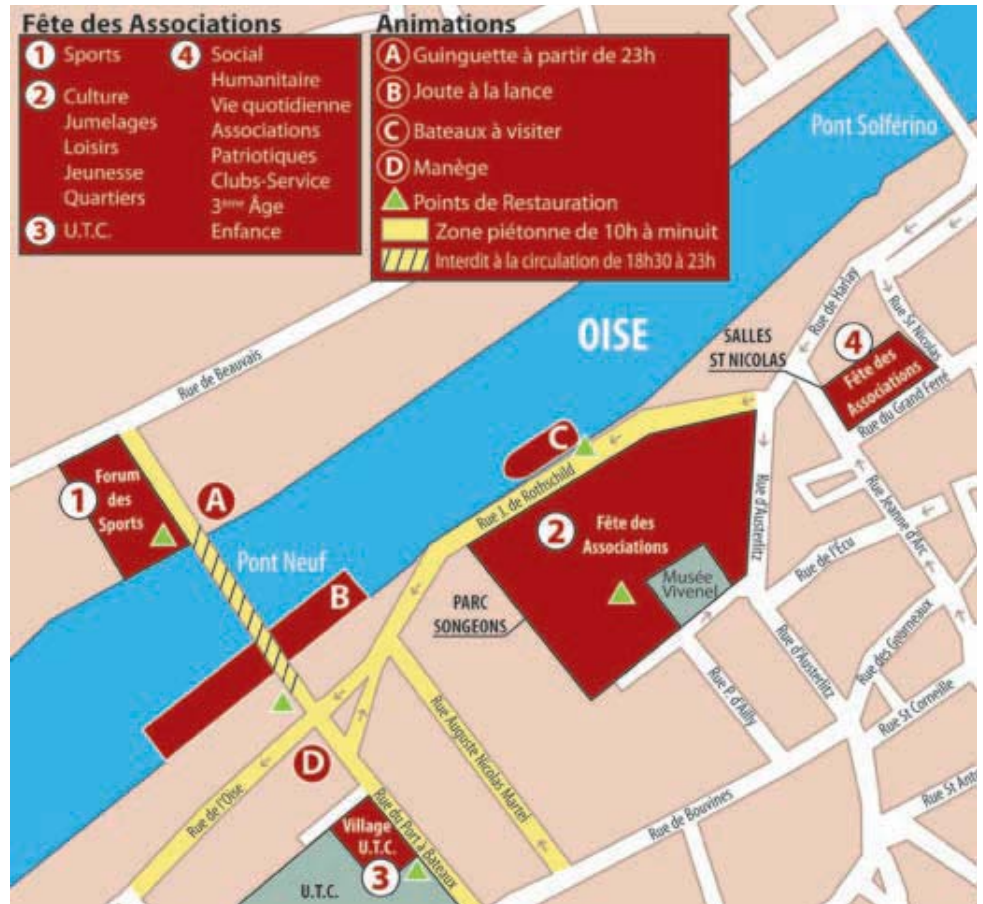 Fête des Associations
1 Sports
2 Culture
Jumelages
Loisirs
Jeunesse
Quartiers
3 U.T.C.
4 Social
Humanitaire
Vie quotidienne
Associations
Patriotiques
Clubs-Service
3ème Âge
Enfance
Animations
A Guinguette à partir de 23h
B Joute à la lance
C Bateaux à visiter
D Manège
Points de Restauration
Zone piétonne de 10h à minuit
Interdit à la circulation de 18h30 à 23h
Pont Solférino
OISE
Rue de Harlay
Rue St Nicolas
SALLES
ST NICOLAS
4
Fête des
Associations
Rue du Grand Ferré
Rue de Beauvais
C
Rue J. de Rothschild
1
Forum
des
Sports
A
Pont Neuf
B
2
Fête des
Associations
Musée
Vivenel
PARC
SONGEONS
Rue d'Austerlitz
Rue Jeanne d'Arc
Rue de l'Écu
Rue d'Austerlitz
Rue des Gourneaux
Rue St Corneille
Rue P. d'Ailly
Rue St Ant
Rue de Bouvines
Rue Auguste Nicolas Martel
D
Rue de l'Oise
Rue du Port à Bateaux
Village
U.T.C.
3
U.T.C.